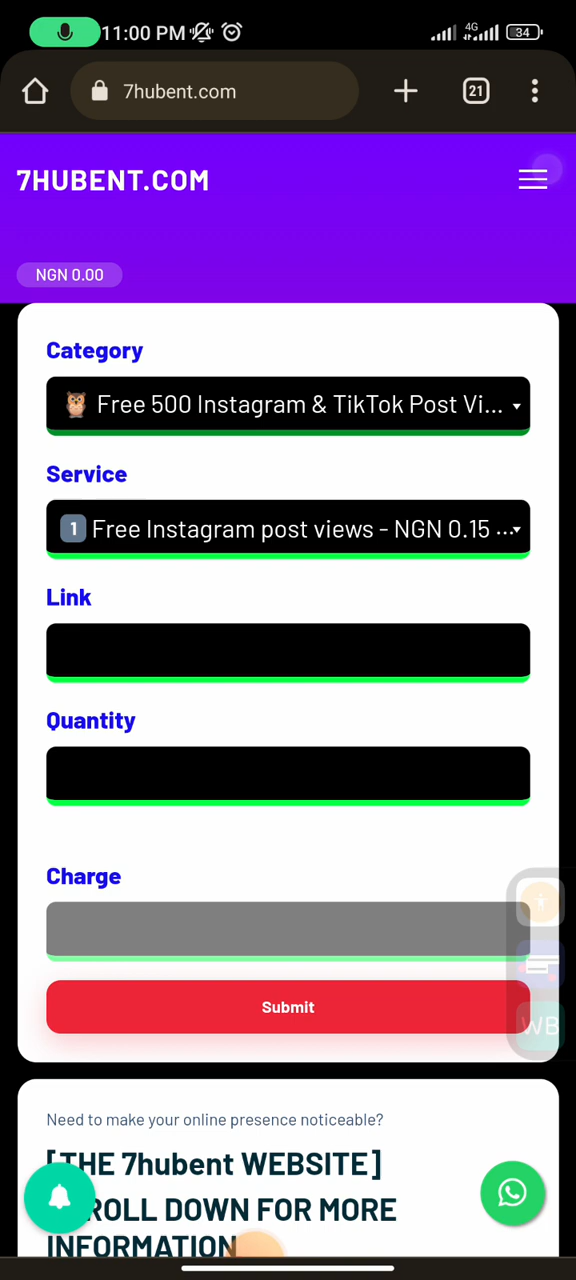 11:00 PM 4G 34
7hubent.com 21
7HUBENT.COM
NGN 0.00
Category
Free 500 Instagram & TikTok Post Vi...
Service
1 Free Instagram post views - NGN 0.15 ...
Link
Quantity
Charge
Submit
WB
Need to make your online presence noticeable?
[THE 7hubent WEBSITE]
ROLL DOWN FOR MORE
INFORMATION